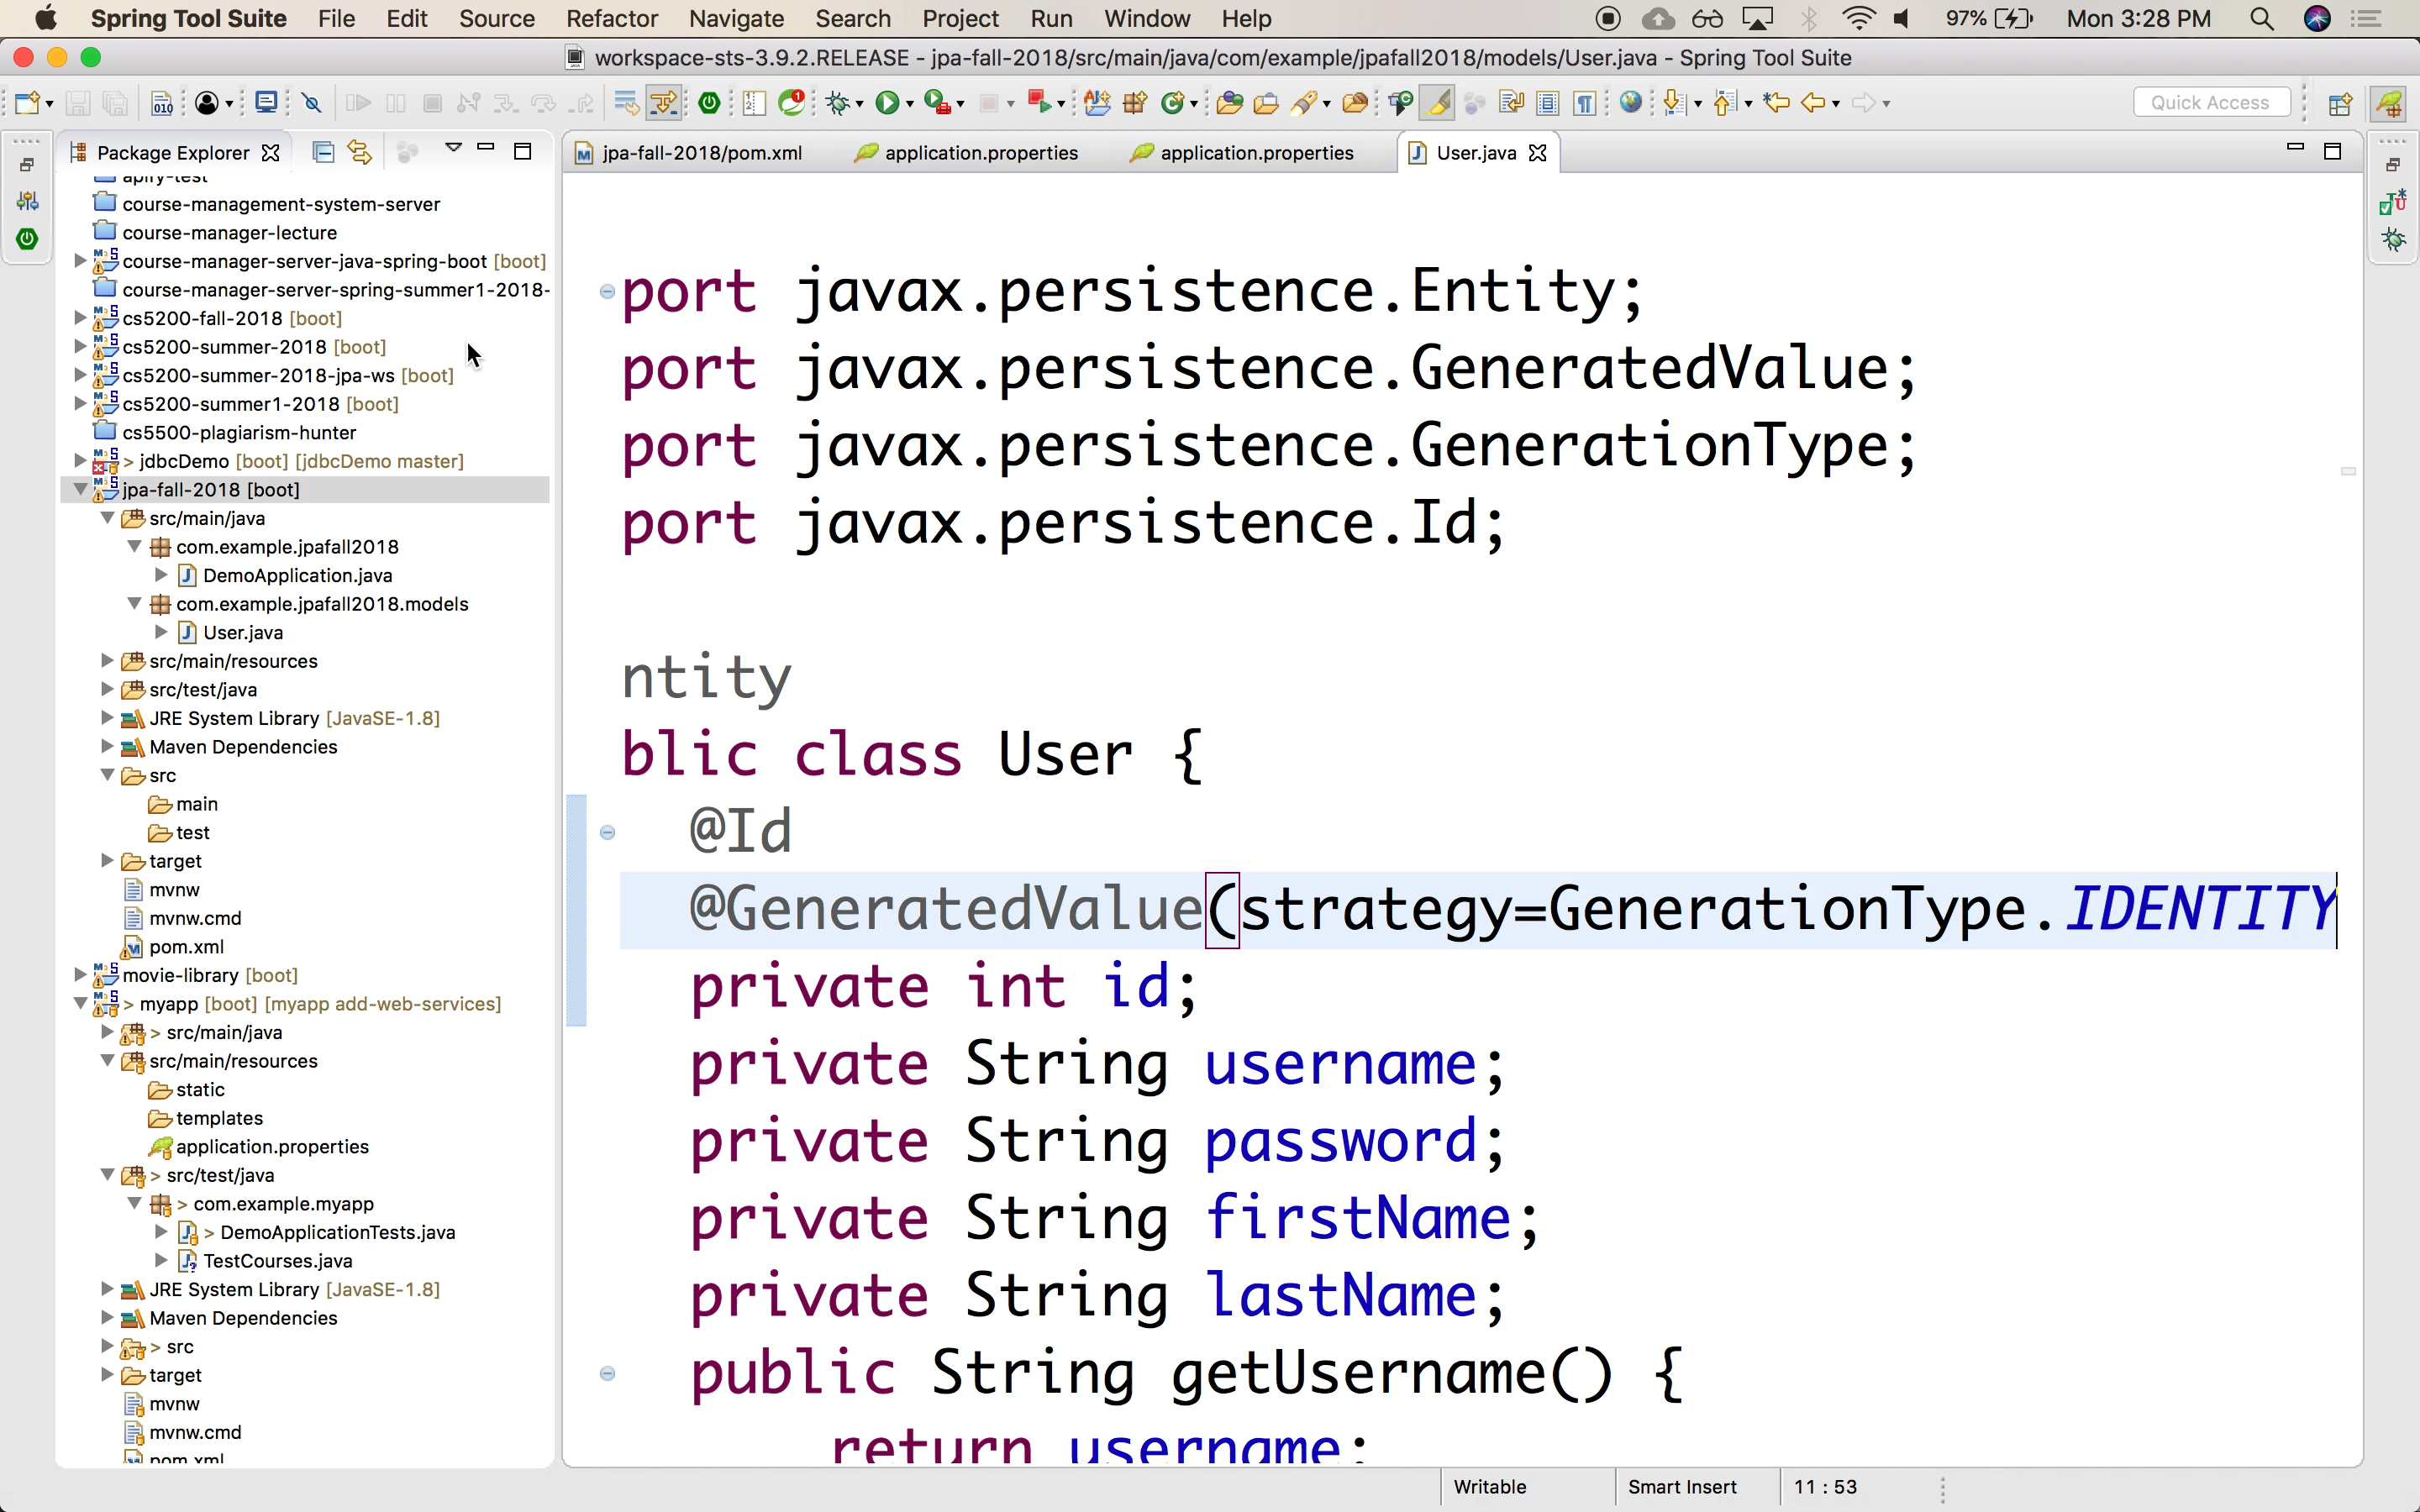 Spring Tool Suite File Edit Source Refactor Navigate Search Project Run Window Help 97% Mon 3:28 PM
workspace-sts-3.9.2.RELEASE - jpa-fall-2018/src/main/java/com/example/jpafall2018/models/User.java - Spring Tool Suite
Quick Access
Package Explorer
jpa-fall-2018/pom.xml application.properties application.properties User.java
apify-test
course-management-system-server
course-manager-lecture
course-manager-server-java-spring-boot [boot]
course-manager-server-spring-summer1-2018-
cs5200-fall-2018 [boot]
cs5200-summer-2018 [boot]
cs5200-summer-2018-jpa-ws [boot]
cs5200-summer1-2018 [boot]
cs5500-plagiarism-hunter
> jdbcDemo [boot] [jdbcDemo master]
jpa-fall-2018 [boot]
src/main/java
com.example.jpafall2018
DemoApplication.java
com.example.jpafall2018.models
User.java
src/main/resources
src/test/java
JRE System Library [JavaSE-1.8]
Maven Dependencies
src
main
test
target
mvnw
mvnw.cmd
pom.xml
movie-library [boot]
> myapp [boot] [myapp add-web-services]
> src/main/java
src/main/resources
static
templates
application.properties
> src/test/java
> com.example.myapp
> DemoApplicationTests.java
TestCourses.java
JRE System Library [JavaSE-1.8]
Maven Dependencies
> src
target
mvnw
mvnw.cmd
pom.xml
port javax.persistence.Entity;
port javax.persistence.GeneratedValue;
port javax.persistence.GenerationType;
port javax.persistence.Id;
ntity
blic class User {
@Id
@GeneratedValue(strategy=GenerationType.IDENTITY
private int id;
private String username;
private String password;
private String firstName;
private String lastName;
public String getUsername() {
return username;
Writable Smart Insert 11 : 53